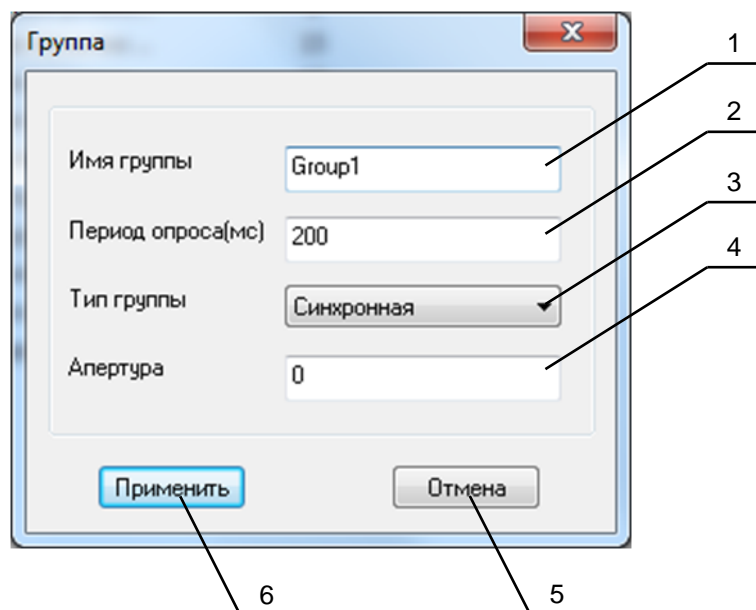 Группа
1
2
Имя группы Group1
3
Период опроса(мс) 200
4
Тип группы Синхронная
Апертура 0
Применить Отмена
6 5